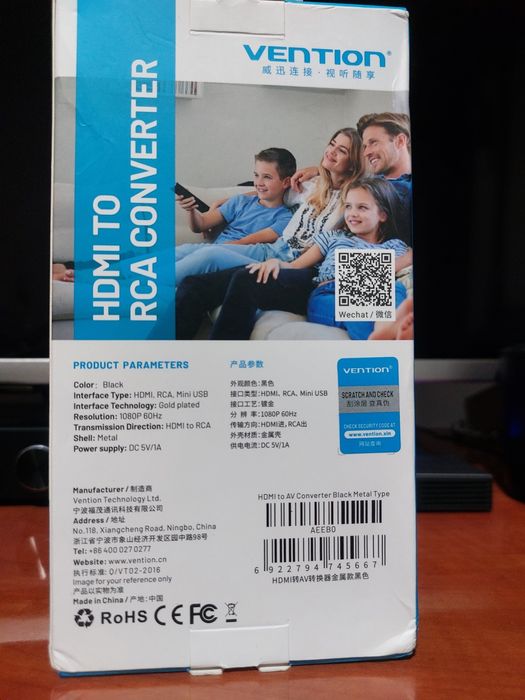 VENTION®
威迅连接·视听随享
HDMI TO
RCA CONVERTER
Wechat / 微信
PRODUCT PARAMETERS
Color: Black
Interface Type: HDMI, RCA, Mini USB
Interface Technology: Gold plated
Resolution: 1080P 60Hz
Transmission Direction: HDMI to RCA
Shell: Metal
Power supply: DC 5V/1A
产品参数
外观颜色: 黑色
接口类型: HDMI, RCA, Mini USB
接口工艺: 镀金
分 辨 率: 1080P 60Hz
传输方向: HDMI进, RCA出
外壳材质: 金属壳
供电电流: DC 5V/1A
VENTION®
SCRATCH AND CHECK
刮涂层 查真伪
CHECK SECURITY CODE AT
www.vention.xin
网站查询
Manufacturer / 制造商
Vention Technology Ltd.
宁波福茂通讯科技有限公司
Address / 地址
No.118, Xiangcheng Road, Ningbo, China
浙江省宁波市象山经济开发区园中路98号
Tel: +86 400 027 0277
Website: www.vention.cn
执行标准: Q/VT02-2016
Image for your reference only
产品以实物为准
Made in China / 产地: 中国
RoHS CE FC
HDMI to AV Converter Black Metal Type
AEEB0
6 922794 745667
HDMI转AV转换器金属款黑色